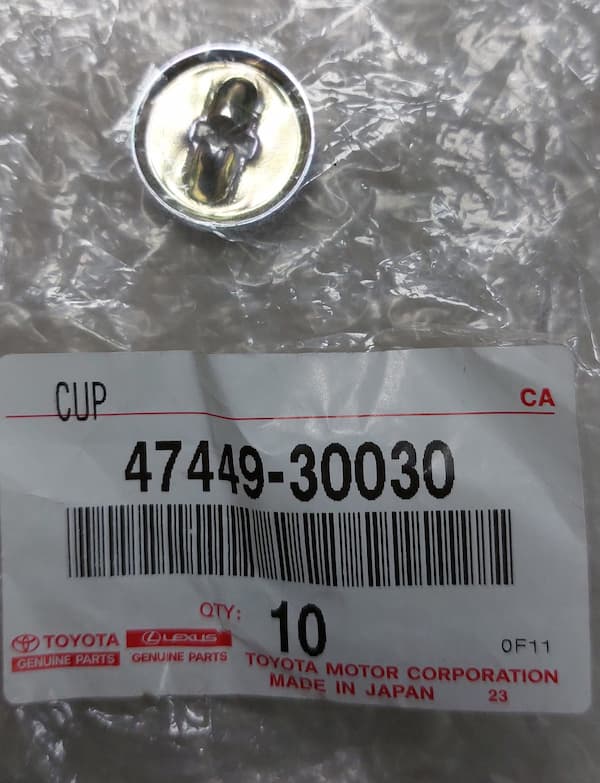 CUP
CA
47449-30030
QTY: 10
TOYOTA
GENUINE PARTS
LEXUS
GENUINE PARTS
0F11
TOYOTA MOTOR CORPORATION
MADE IN JAPAN 23